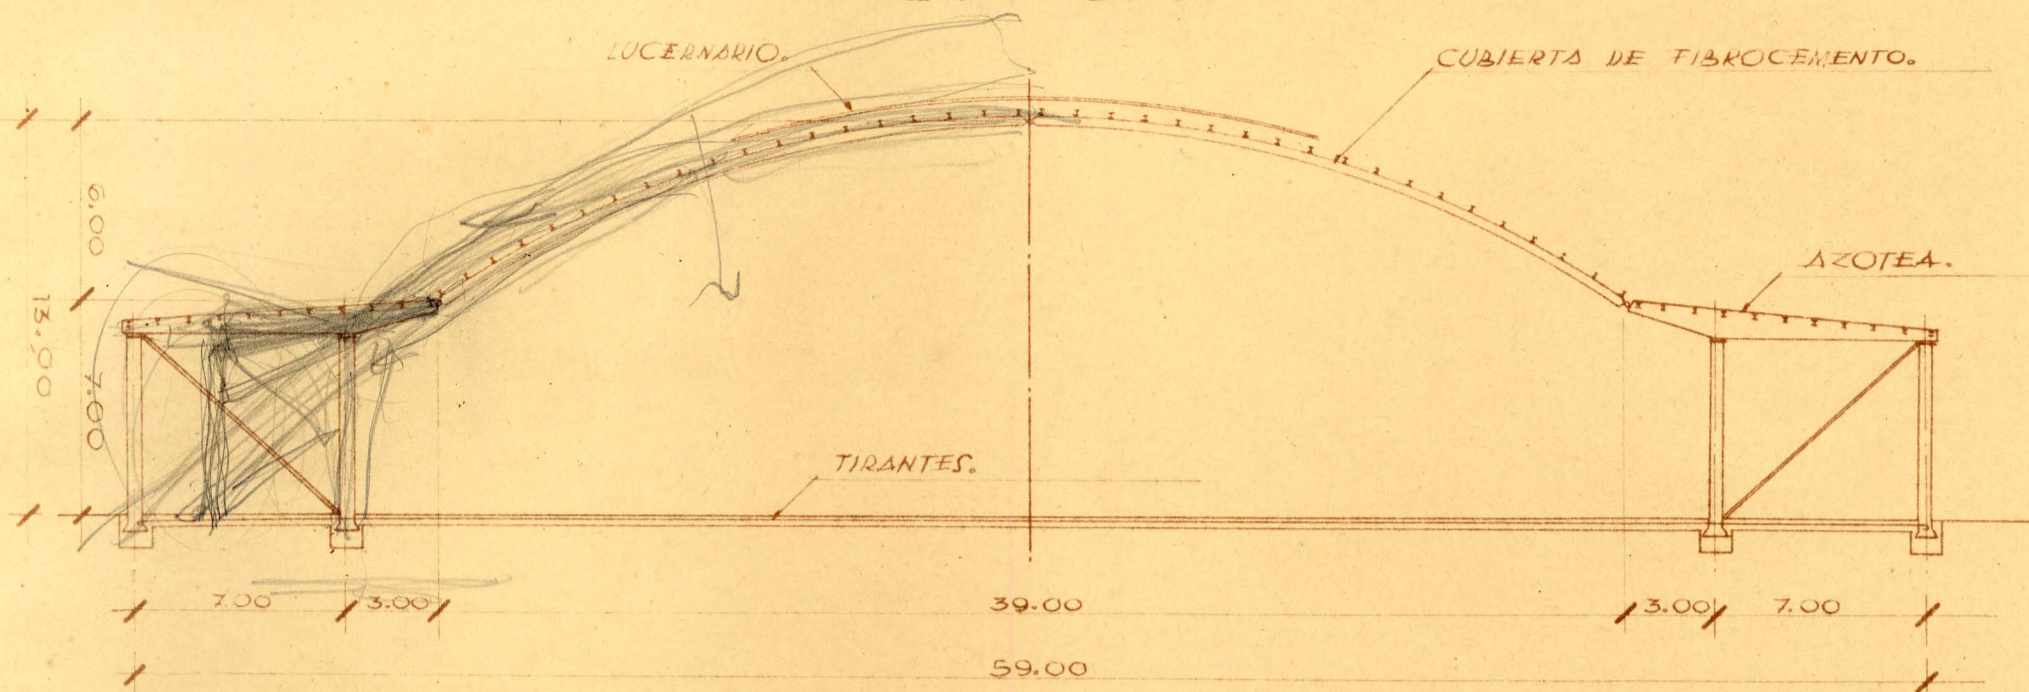 LUCERNARIO.
CUBIERTA DE FIBROCEMENTO.
6.00
AZOTEA.
13.00
7.00
TIRANTES.
7.00 3.00 39.00 3.00 7.00
59.00